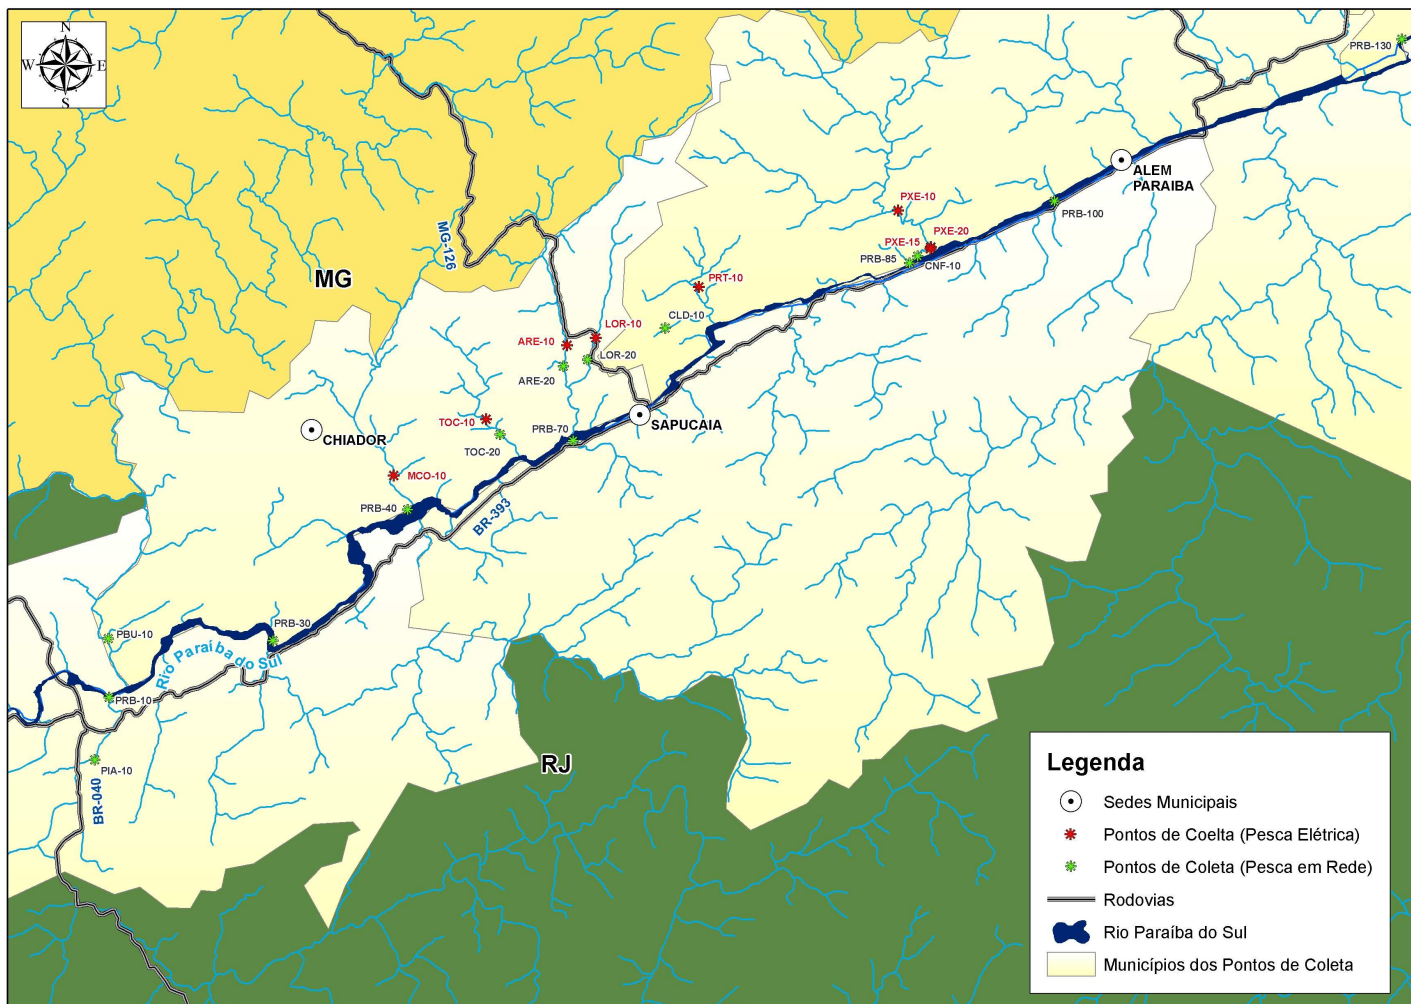 N
W
E
S
PRB-130
ALEM
PARAIBA
PXE-10
PRB-100
PXE-20
PXE-15
PRB-85
CNF-10
MG-126
MG
PRT-10
CLD-10
LOR-10
ARE-10
LOR-20
ARE-20
SAPUCAIA
CHIADOR
TOC-10
PRB-70
TOC-20
MCO-10
PRB-40
BR-393
PBU-10
PRB-30
Rio Paraíba do Sul
PRB-10
PIA-10
BR-040
RJ
Legenda
Sedes Municipais
Pontos de Coelta (Pesca Elétrica)
Pontos de Coleta (Pesca em Rede)
Rodovias
Rio Paraíba do Sul
Municípios dos Pontos de Coleta